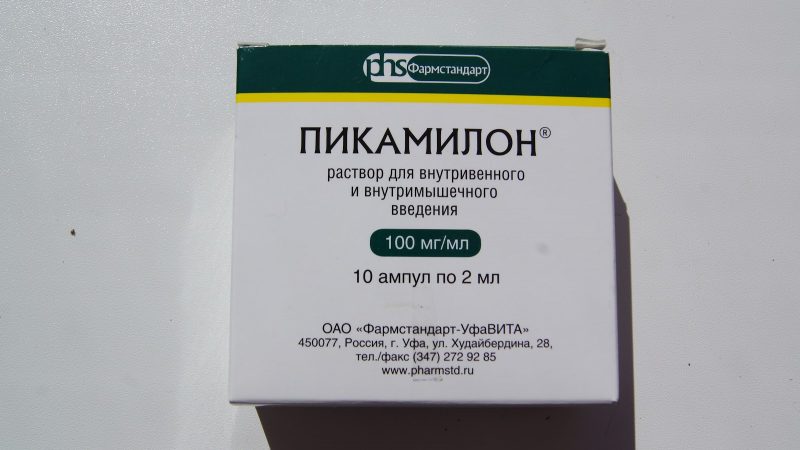 phs Фармстандарт
ПИКАМИЛОН®
раствор для внутривенного
и внутримышечного
введения
100 мг/мл
10 ампул по 2 мл
ОАО «Фармстандарт-УфаВИТА»
450077, Россия, г. Уфа, ул. Худайбердина, 28,
тел./факс (347) 272 92 85
www.pharmstd.ru